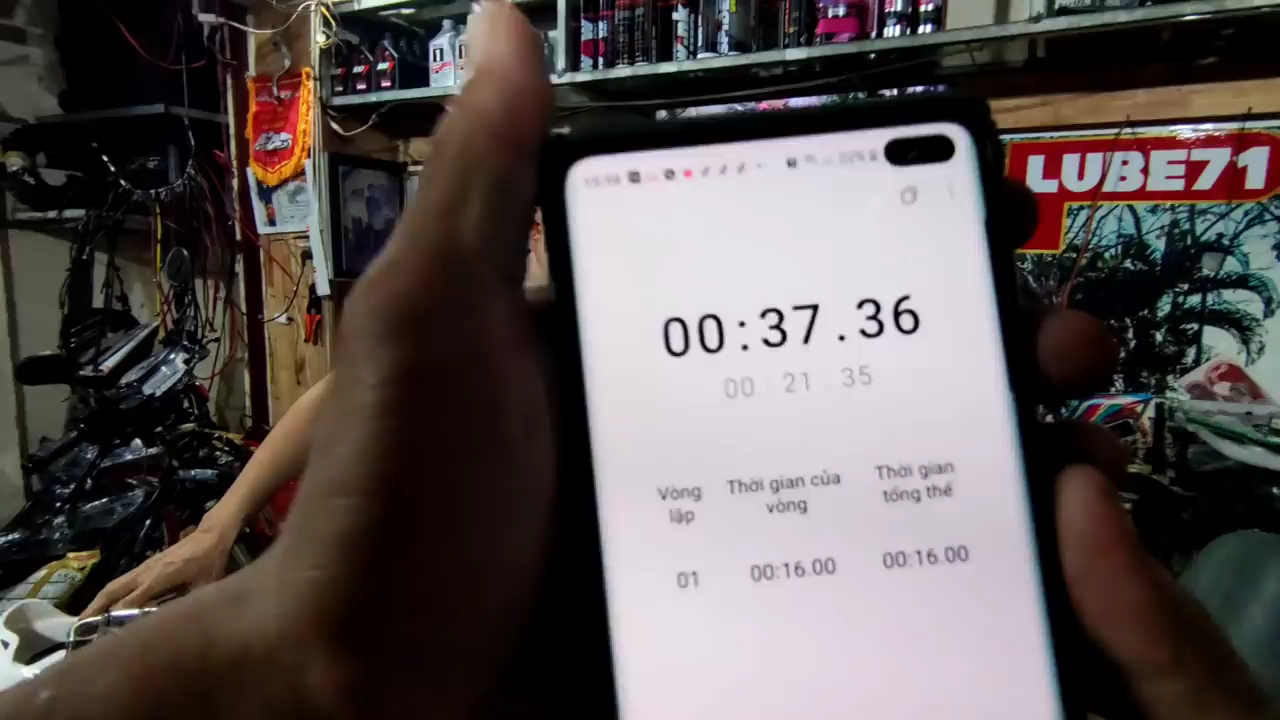 LUBE71
00:37.36
00 21 . 35
Vòng lặp
Thời gian của vòng
Thời gian tổng thể
01
00:16.00
00:16.00